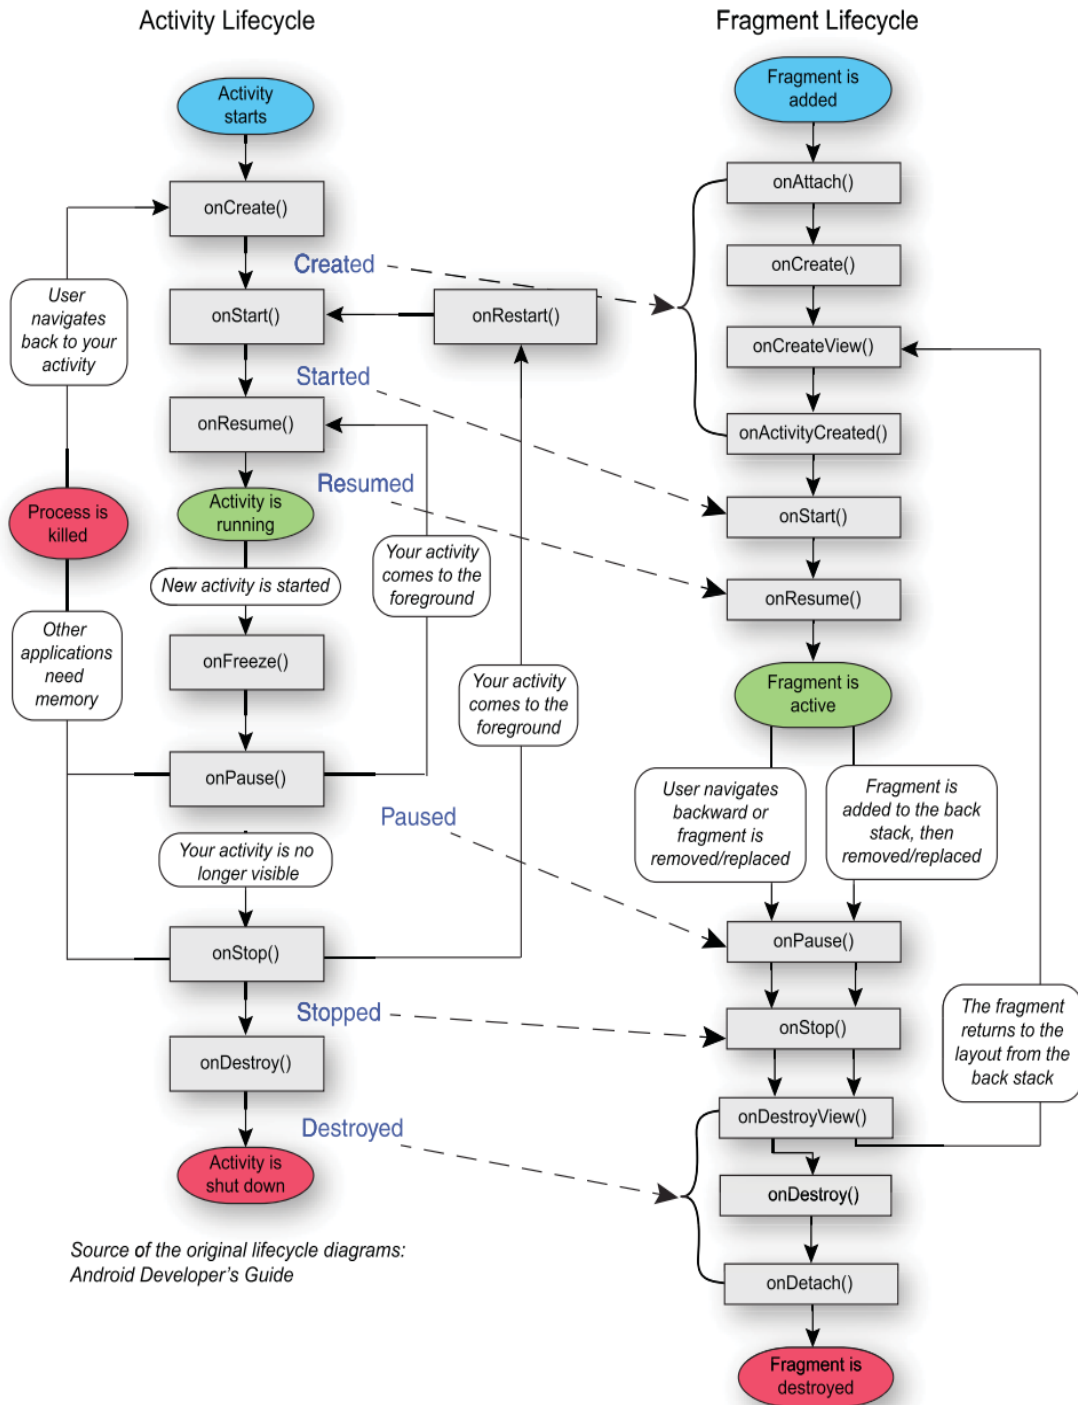 Activity Lifecycle
Activity
starts
onCreate()
Created
User
navigates
back to your
activity
onStart()
onRestart()
Started
onResume()
Resumed
Process is
killed
Activity is
running
Your activity
comes to the
foreground
New activity is started
Other
applications
need
memory
onFreeze()
Your activity
comes to the
foreground
onPause()
Paused
Your activity is no
longer visible
onStop()
Stopped
onDestroy()
Destroyed
Activity is
shut down
Source of the original lifecycle diagrams:
Android Developer's Guide
Fragment Lifecycle
Fragment is
added
onAttach()
onCreate()
onCreateView()
onActivityCreated()
onStart()
onResume()
Fragment is
active
User navigates
backward or
fragment is
removed/replaced
Fragment is
added to the back
stack, then
removed/replaced
onPause()
onStop()
The fragment
returns to the
layout from the
back stack
onDestroyView()
onDestroy()
onDetach()
Fragment is
destroyed